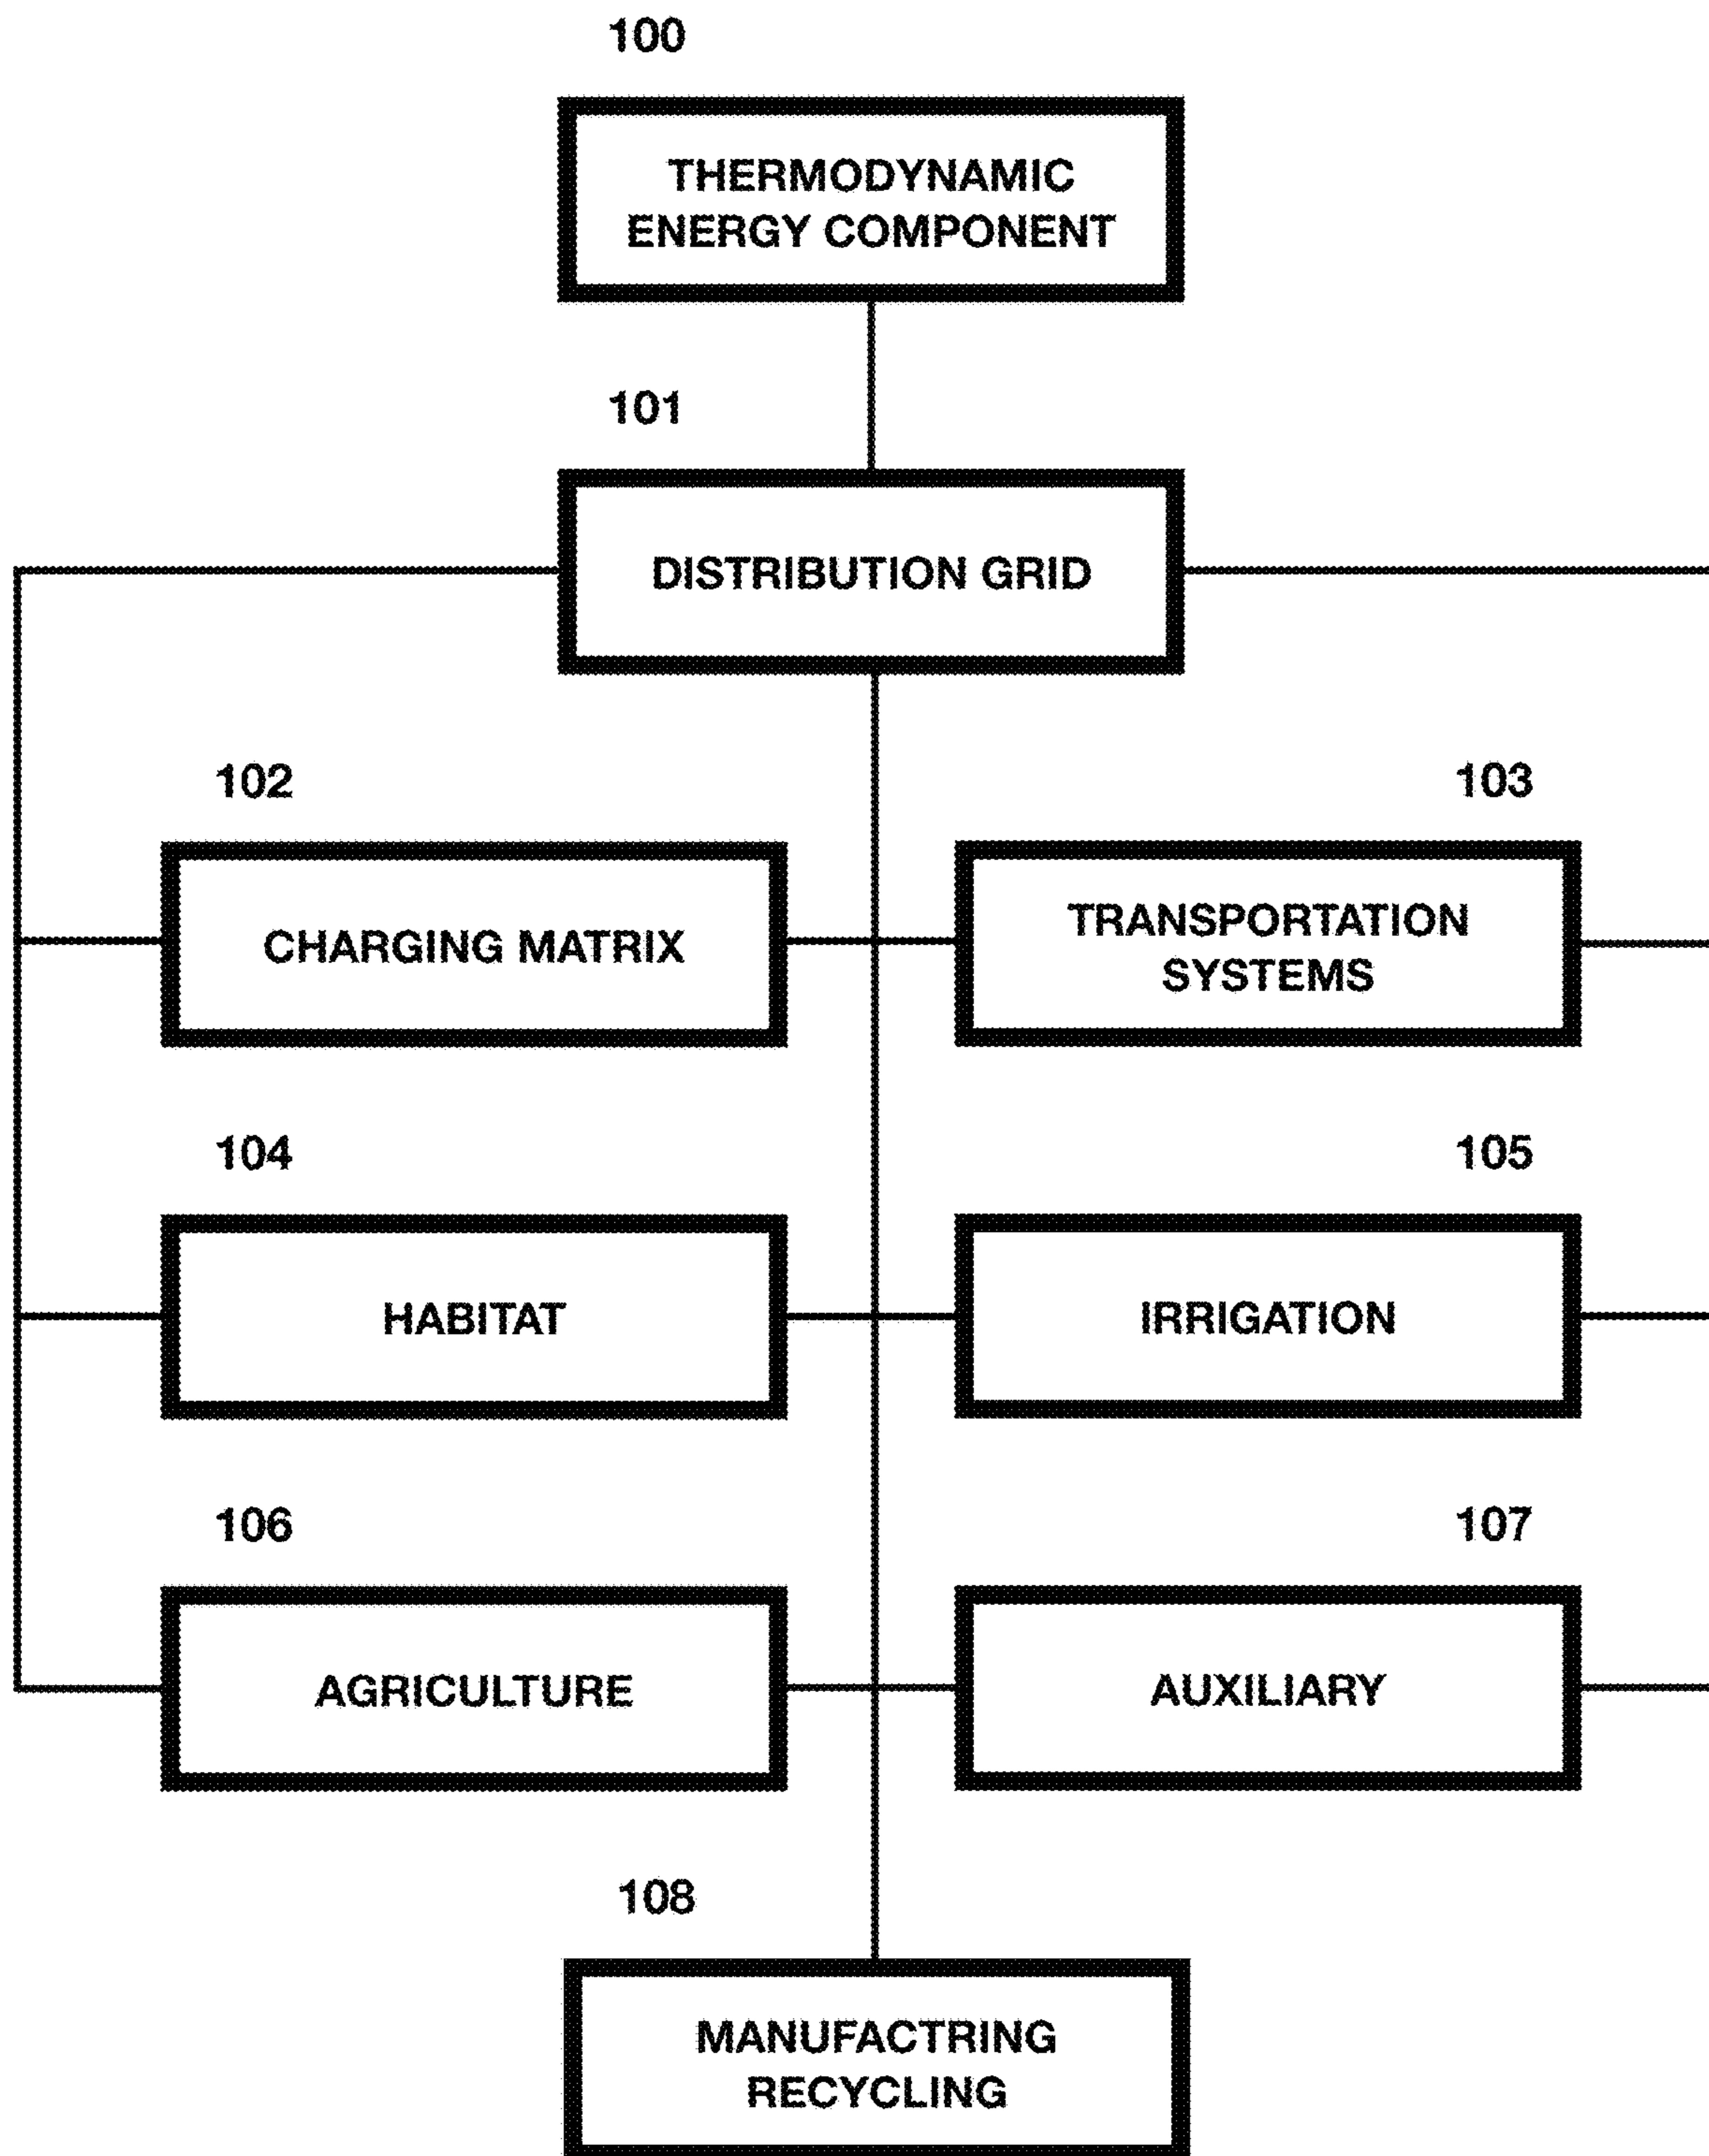 100
THERMODYNAMIC
ENERGY COMPONENT
101
DISTRIBUTION GRID
102
103
CHARGING MATRIX
TRANSPORTATION
SYSTEMS
104
105
HABITAT
IRRIGATION
106
107
AGRICULTURE
AUXILIARY
108
MANUFACTRING
RECYCLING